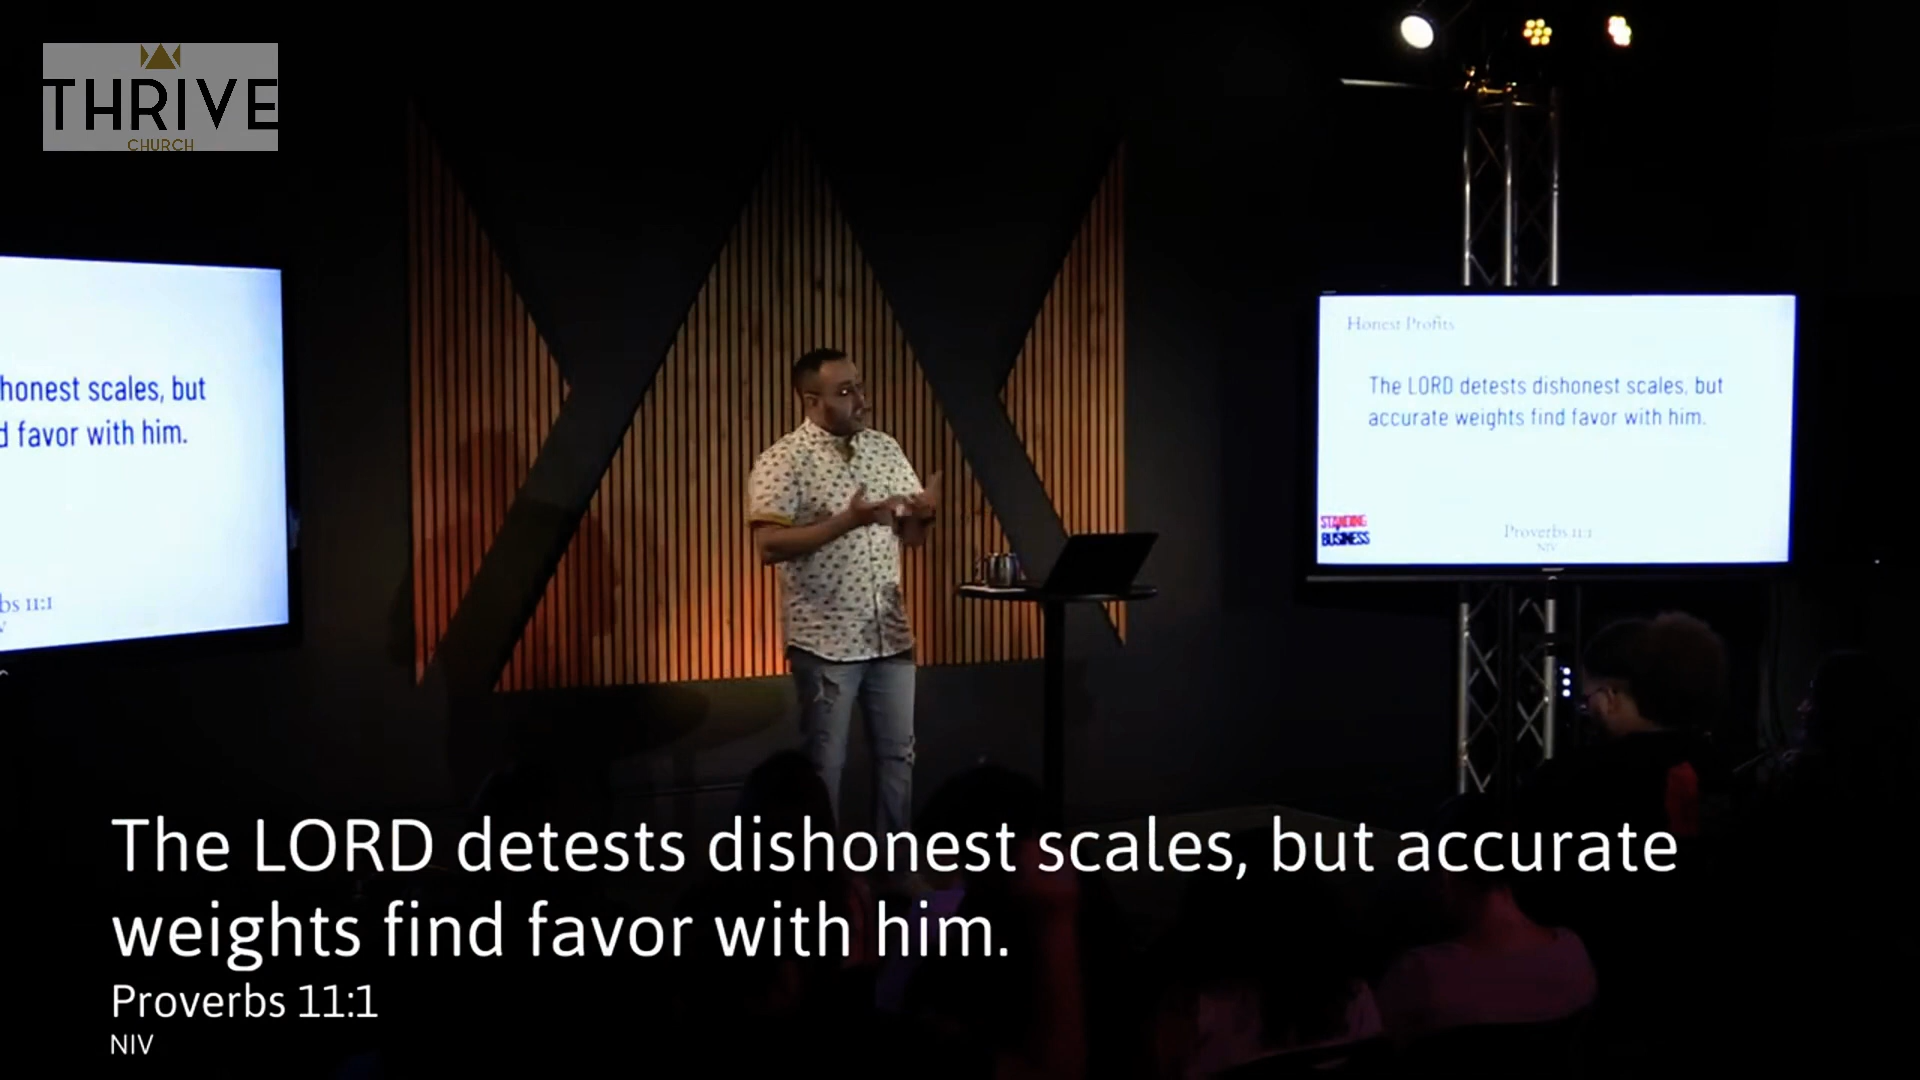 THRIVE
CHURCH
honest scales, but
d favor with him.
bs 11:1
Honest Profits
The LORD detests dishonest scales, but
accurate weights find favor with him.
STANDING
BUSINESS
Proverbs 11:1
NIV
The LORD detests dishonest scales, but accurate
weights find favor with him.
Proverbs 11:1
NIV